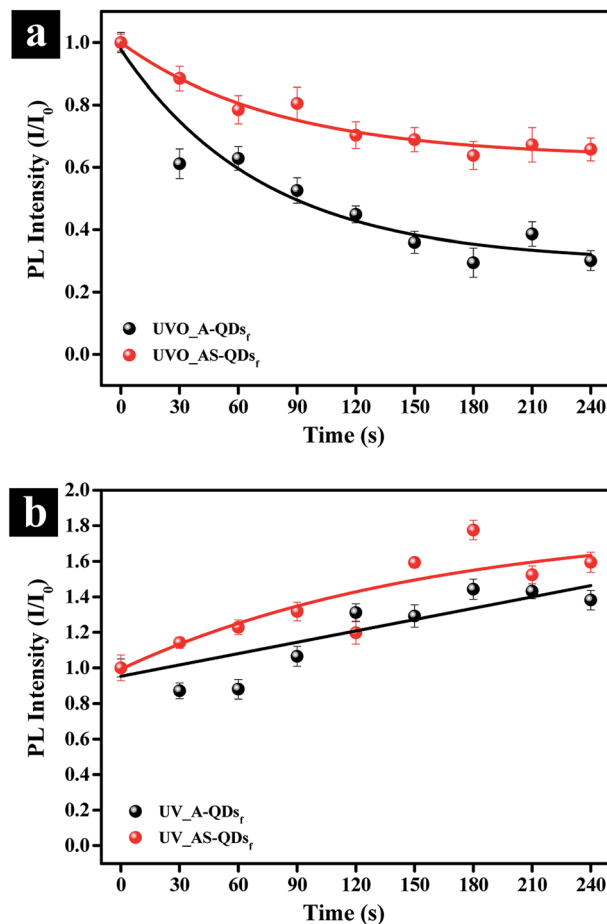 a
PL Intensity (I/I0)
1.0
0.8
0.6
0.4
0.2
0.0
UVO_A-QDsf
UVO_AS-QDsf
0 30 60 90 120 150 180 210 240
Time (s)
b
PL Intensity (I/I0)
2.0
1.8
1.6
1.4
1.2
1.0
0.8
0.6
0.4
0.2
0.0
UV_A-QDsf
UV_AS-QDsf
0 30 60 90 120 150 180 210 240
Time (s)